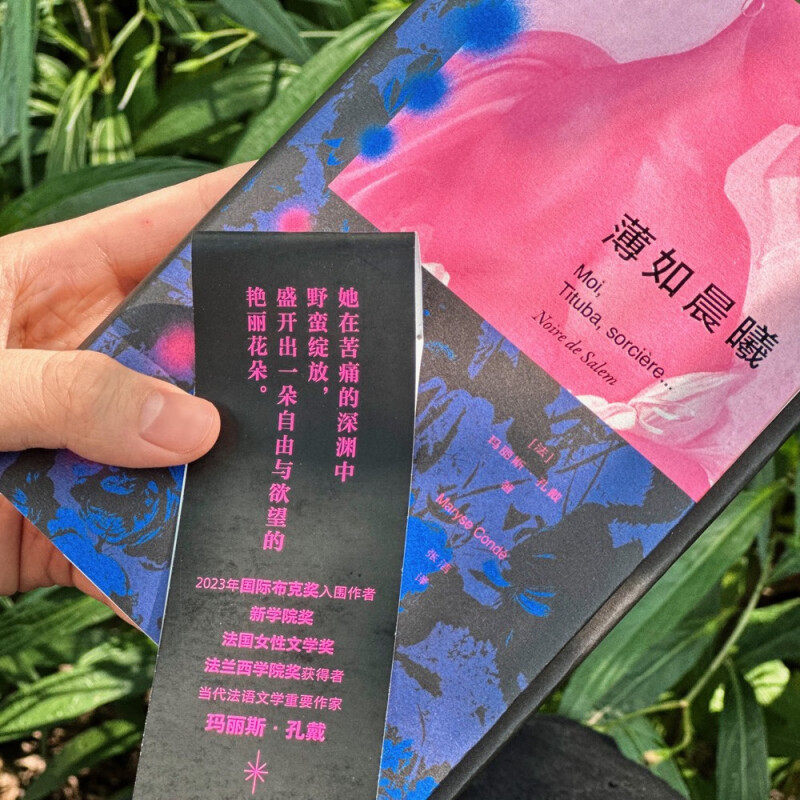 薄如晨曦
Moi,
Tituba, sorcière...
Noire de Salem
［法］
玛丽斯·孔戴
著
Maryse Condé
张洁
译
她在苦痛的深渊中
野蛮绽放，
盛开出一朵自由与欲望的
艳丽花朵。
2023年国际布克奖入围作者
新学院奖
法国女性文学奖
法兰西学院奖获得者
当代法语文学重要作家
玛丽斯·孔戴